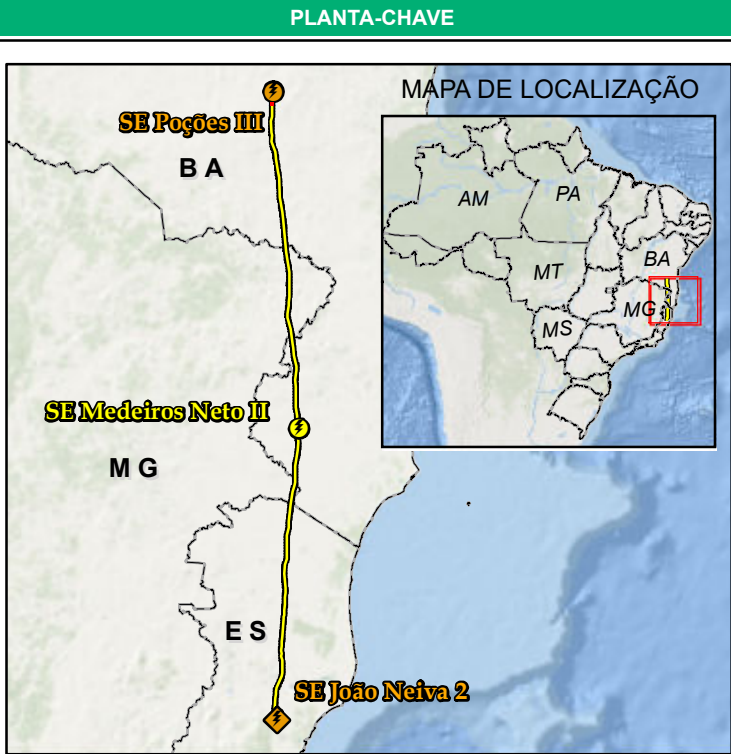 PLANTA-CHAVE
MAPA DE LOCALIZAÇÃO
SE Poções III
B A
AM
PA
BA
MT
MG
MS
SE Medeiros Neto II
M G
E S
SE João Neiva 2